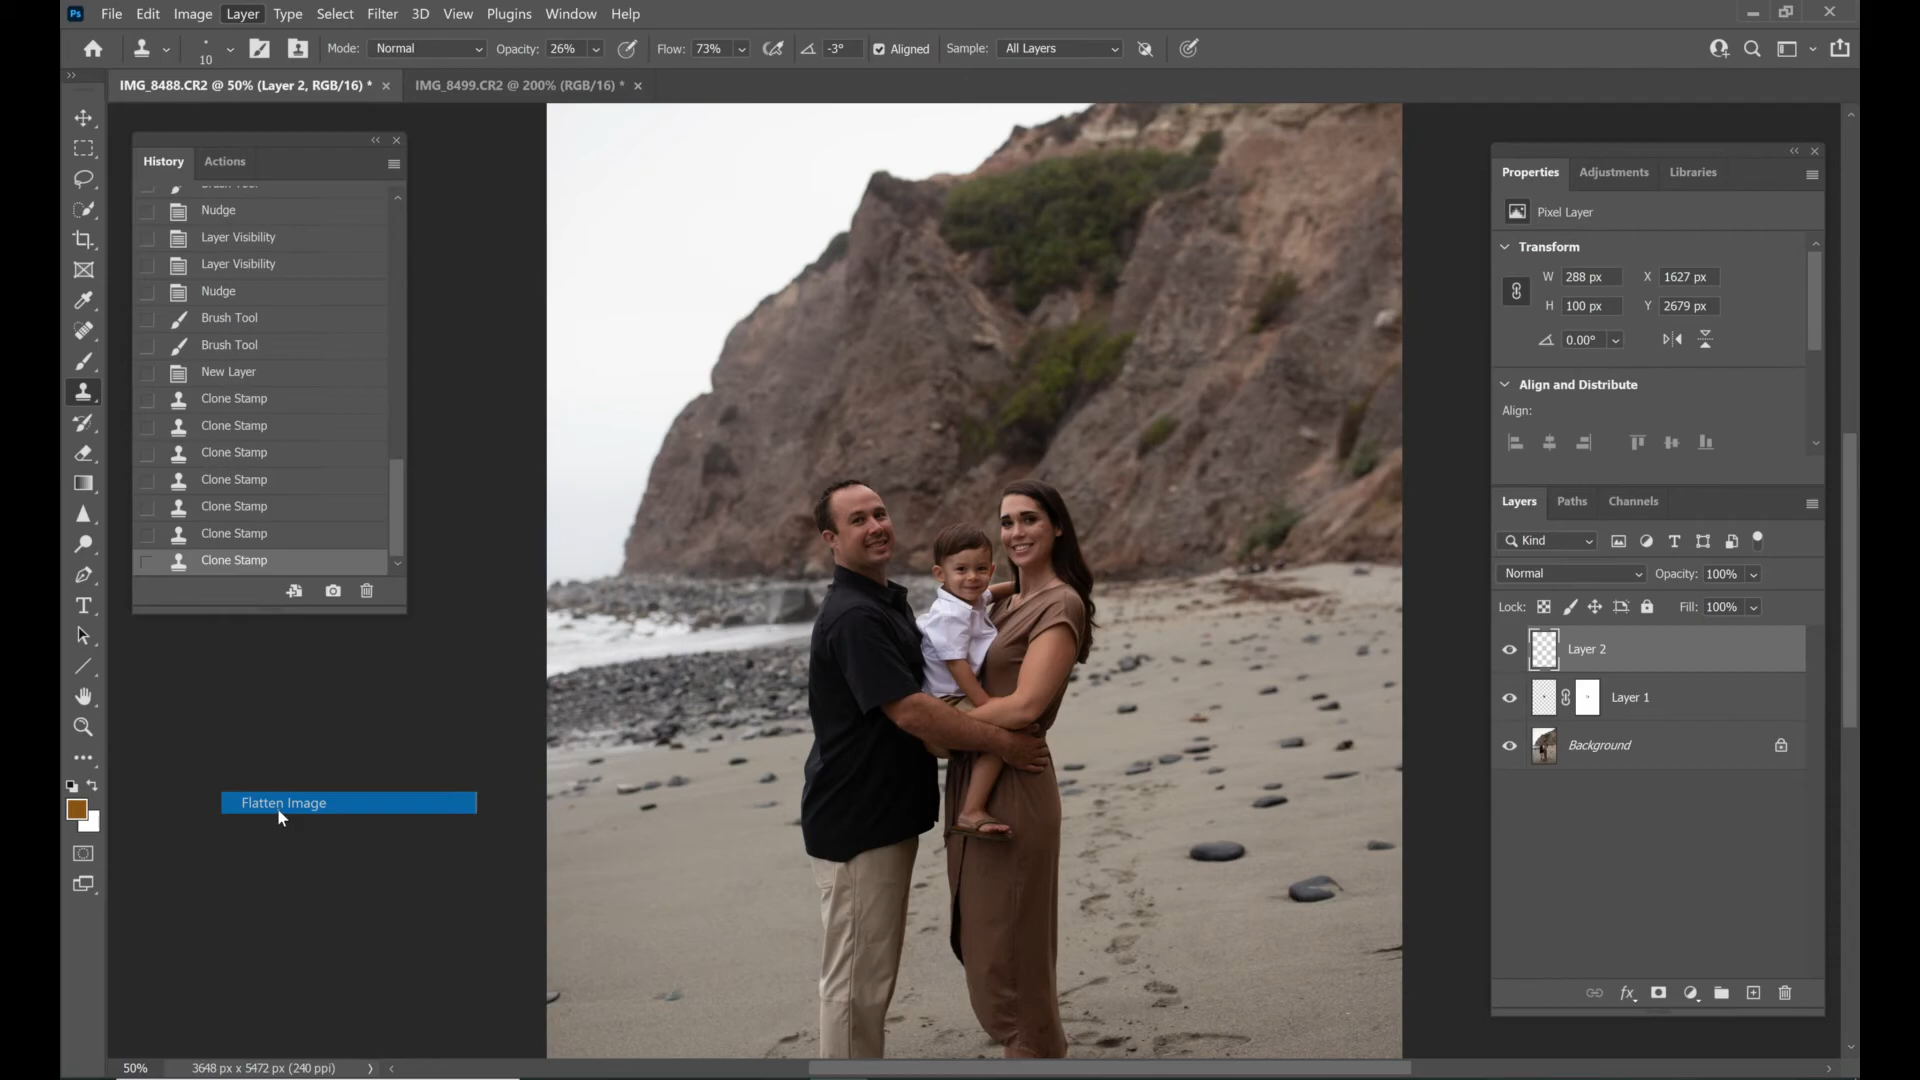 Ps File Edit Image Layer Type Select Filter 3D View Plugins Window Help
10 Mode: Normal Opacity: 26% Flow: 73% -3° Aligned Sample: All Layers
IMG_8488.CR2 @ 50% (Layer 2, RGB/16) * IMG_8499.CR2 @ 200% (RGB/16) *
History Actions
Brush Tool
Nudge
Layer Visibility
Layer Visibility
Nudge
Brush Tool
Brush Tool
New Layer
Clone Stamp
Clone Stamp
Clone Stamp
Clone Stamp
Clone Stamp
Clone Stamp
Clone Stamp
Flatten Image
Properties Adjustments Libraries
Pixel Layer
Transform
W 288 px X 1627 px
H 100 px Y 2679 px
0.00°
Align and Distribute
Align:
Layers Paths Channels
Kind
Normal Opacity: 100%
Lock: Fill: 100%
Layer 2
Layer 1
Background
fx
50% 3648 px x 5472 px (240 ppi)